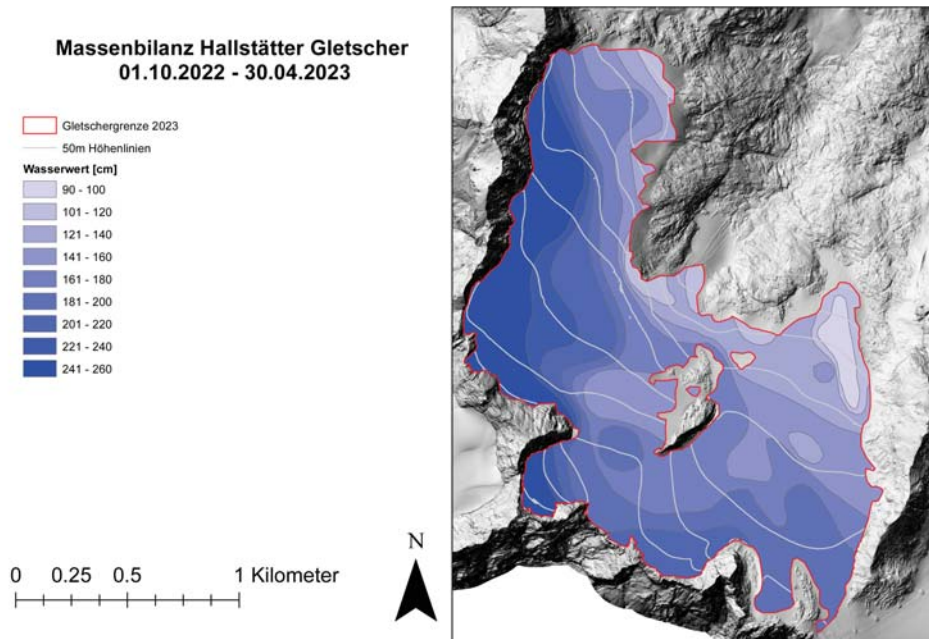 Massenbilanz Hallstätter Gletscher
01.10.2022 - 30.04.2023
Gletschergrenze 2023
50m Höhenlinien
Wasserwert [cm]
90 - 100
101 - 120
121 - 140
141 - 160
161 - 180
181 - 200
201 - 220
221 - 240
241 - 260
N
0 0.25 0.5 1 Kilometer